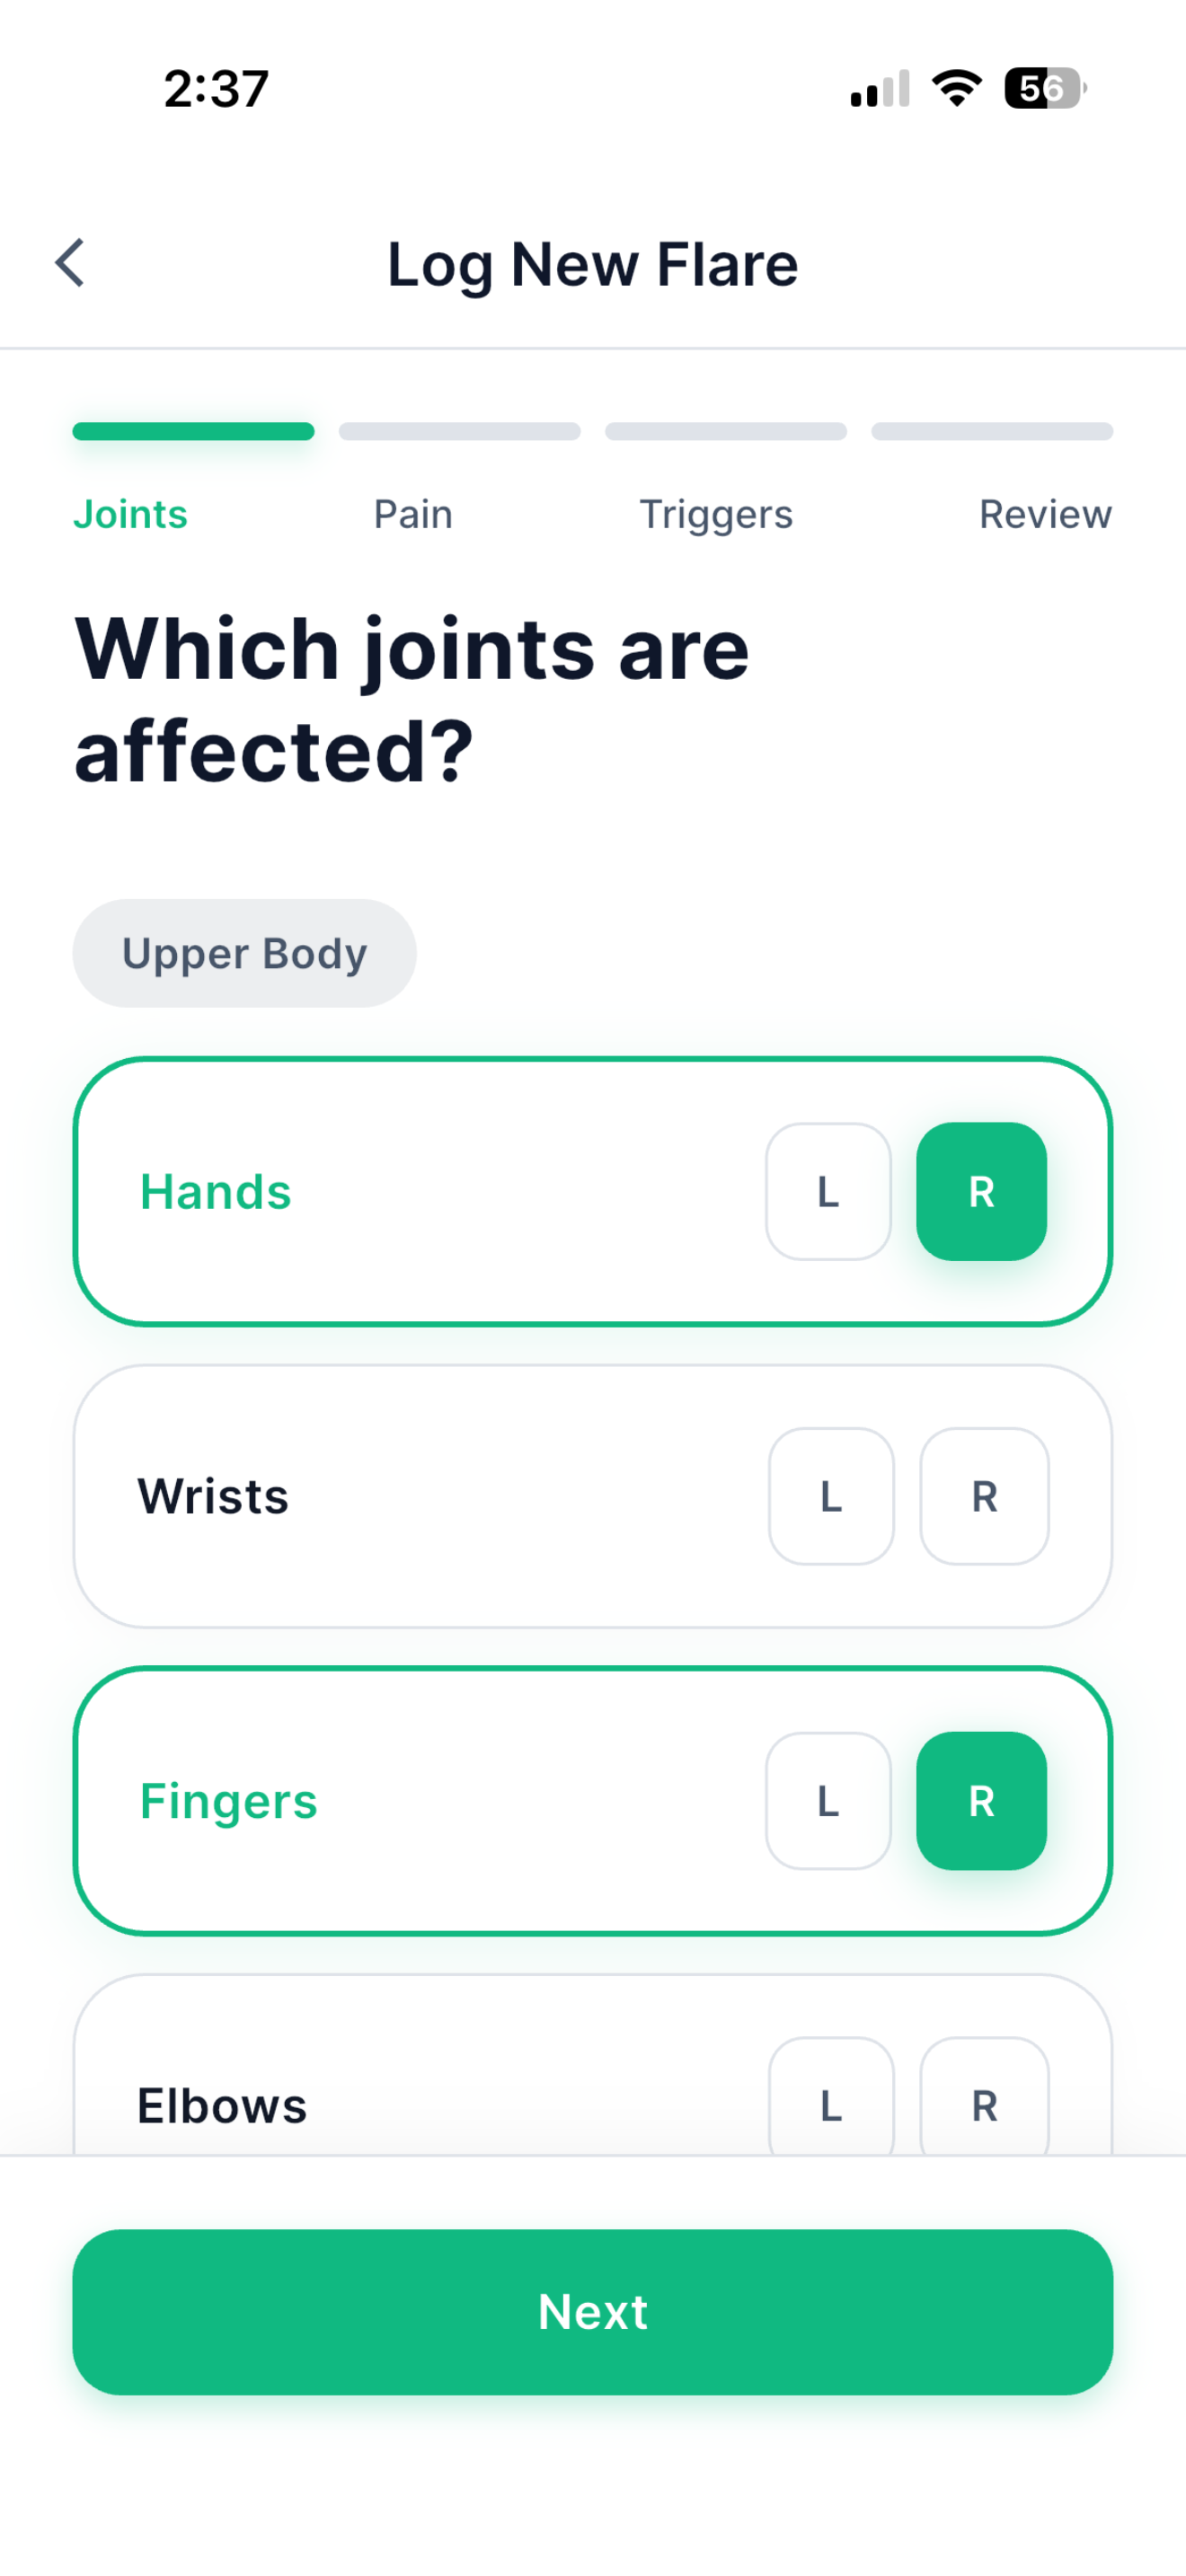 2:37
56
Log New Flare
Joints Pain Triggers Review
Which joints are
affected?
Upper Body
Hands L R
Wrists L R
Fingers L R
Elbows L R
Next